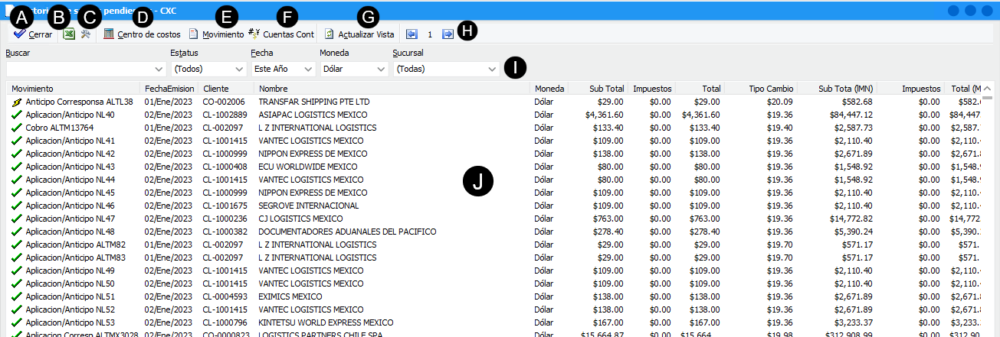 pendie - CXC
A B C D E F G H
Cerrar Centro de costos Movimiento Cuentas Cont Actualizar Vista 1
Buscar Estatus Fecha Moneda Sucursal
(Todos) Este Año Dólar (Todas) I
Movimiento FechaEmision Cliente Nombre Moneda Sub Total Impuestos Total Tipo Cambio Sub Tota (IMN) Impuestos Total (M
Anticipo Corresponsa ALTL38 01/Ene/2023 CO-002006 TRANSFAR SHIPPING PTE LTD Dólar $29.00 $0.00 $29.00 $20.09 $582.68 $0.00 $582.
Aplicacion/Anticipo NL40 02/Ene/2023 CL-1002889 ASIAPAC LOGISTICS MEXICO Dólar $4,361.60 $0.00 $4,361.60 $19.36 $84,447.12 $0.00 $84,447
Cobro ALTM13764 01/Ene/2023 CL-002097 L Z INTERNATIONAL LOGISTICS Dólar $133.40 $0.00 $133.40 $19.40 $2,587.73 $0.00 $2,587.
Aplicacion/Anticipo NL41 02/Ene/2023 CL-1001415 VANTEC LOGISTICS MEXICO Dólar $109.00 $0.00 $109.00 $19.36 $2,110.40 $0.00 $2,110.
Aplicacion/Anticipo NL42 02/Ene/2023 CL-1000999 NIPPON EXPRESS DE MEXICO Dólar $138.00 $0.00 $138.00 $19.36 $2,671.89 $0.00 $2,671.
Aplicacion/Anticipo NL43 02/Ene/2023 CL-1000408 ECU WORLDWIDE MEXICO Dólar $80.00 $0.00 $80.00 $19.36 $1,548.92 $0.00 $1,548.
Aplicacion/Anticipo NL44 02/Ene/2023 CL-1001415 VANTEC LOGISTICS MEXICO Dólar $80.00 $0.00 $80.00 $19.36 $1,548.92 $0.00 $1,548.
J
Aplicacion/Anticipo NL45 02/Ene/2023 CL-1000999 NIPPON EXPRESS DE MEXICO Dólar $109.00 $0.00 $109.00 $19.36 $2,110.40 $0.00 $2,110.
Aplicacion/Anticipo NL46 02/Ene/2023 CL-1001675 SEGROVE INTERNACIONAL Dólar $109.00 $0.00 $109.00 $19.36 $2,110.40 $0.00 $2,110.
Aplicacion/Anticipo NL47 02/Ene/2023 CL-1000236 CJ LOGISTICS MEXICO Dólar $763.00 $0.00 $763.00 $19.36 $14,772.82 $0.00 $14,772
Aplicacion/Anticipo NL48 02/Ene/2023 CL-1000382 DOCUMENTADORES ADUANALES DEL PACIFICO Dólar $278.40 $0.00 $278.40 $19.36 $5,390.24 $0.00 $5,390.
Aplicacion/Anticipo ALTM82 01/Ene/2023 CL-002097 L Z INTERNATIONAL LOGISTICS Dólar $29.00 $0.00 $29.00 $19.70 $571.17 $0.00 $571.
Aplicacion/Anticipo ALTM83 01/Ene/2023 CL-002097 L Z INTERNATIONAL LOGISTICS Dólar $29.00 $0.00 $29.00 $19.70 $571.17 $0.00 $571.
Aplicacion/Anticipo NL49 02/Ene/2023 CL-1001415 VANTEC LOGISTICS MEXICO Dólar $109.00 $0.00 $109.00 $19.36 $2,110.40 $0.00 $2,110.
Aplicacion/Anticipo NL50 02/Ene/2023 CL-1001415 VANTEC LOGISTICS MEXICO Dólar $109.00 $0.00 $109.00 $19.36 $2,110.40 $0.00 $2,110.
Aplicacion/Anticipo NL51 02/Ene/2023 CL-0004593 EXIMICS MEXICO Dólar $138.00 $0.00 $138.00 $19.36 $2,671.89 $0.00 $2,671.
Aplicacion/Anticipo NL52 02/Ene/2023 CL-1001415 VANTEC LOGISTICS MEXICO Dólar $138.00 $0.00 $138.00 $19.36 $2,671.89 $0.00 $2,671.
Aplicacion/Anticipo NL53 02/Ene/2023 CL-1000796 KINTETSU WORLD EXPRESS MEXICO Dólar $167.00 $0.00 $167.00 $19.36 $3,233.37 $0.00 $3,233.
Aplicacion Corresp ALTMX3028 02/Ene/2023 CO-0000823 LOGISTICS PARTNERS CHILE SPA Dólar $15,664.87 $0.00 $15,664 $19.98 $312,908.99 $0.00 $312,90